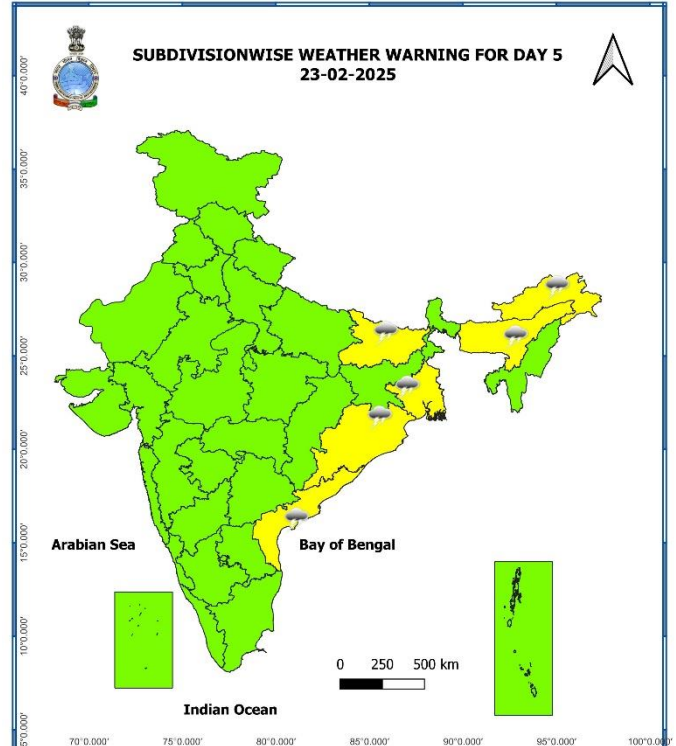 SUBDIVISIONWISE WEATHER WARNING FOR DAY 5
23-02-2025
40°0.000'
35°0.000'
30°0.000'
25°0.000'
20°0.000'
15°0.000'
10°0.000'
5°0.000'
Arabian Sea
Bay of Bengal
0 250 500 km
Indian Ocean
70°0.000' 75°0.000' 80°0.000' 85°0.000' 90°0.000' 95°0.000' 100°0.000'